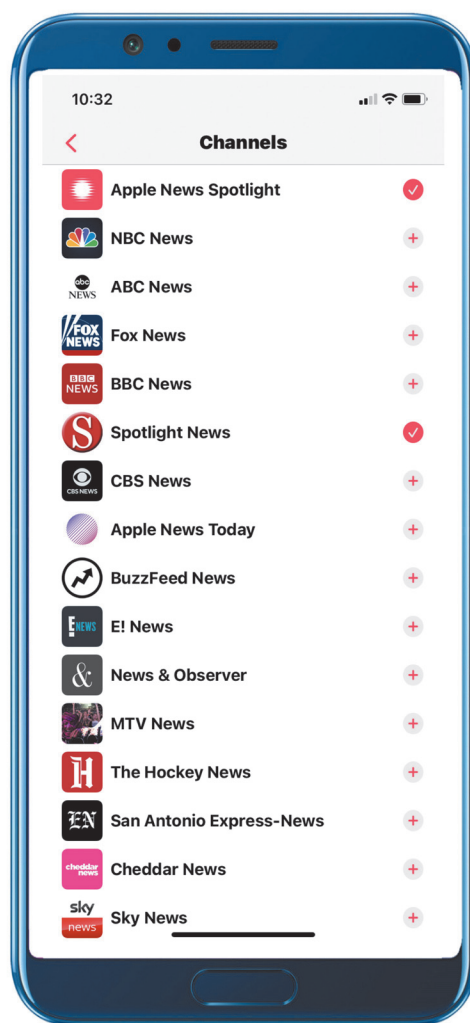 10:32
Channels
Apple News Spotlight
NBC News
abc
NEWS
ABC News
FOX
NEWS
Fox News
BBC
NEWS
BBC News
S
Spotlight News
CBS NEWS
CBS News
Apple News Today
BuzzFeed News
E! NEWS
E! News
&
News & Observer
MTV News
H
The Hockey News
EN
San Antonio Express-News
cheddar
news
Cheddar News
sky
news
Sky News